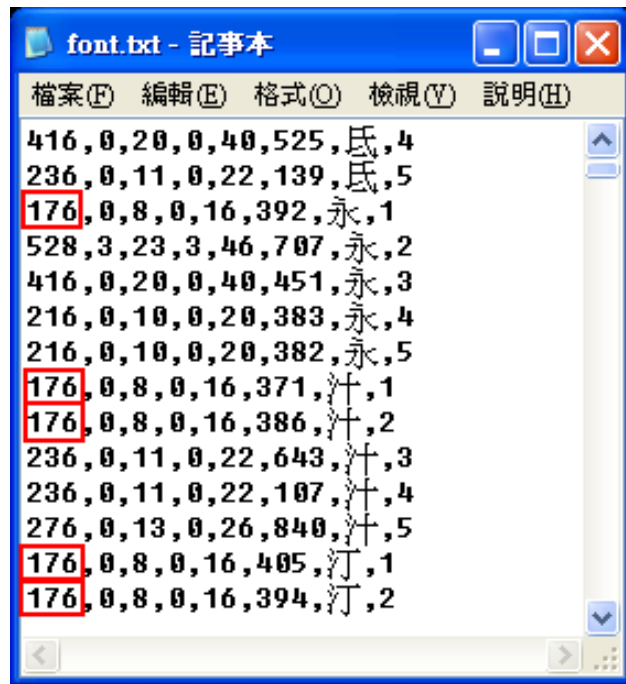 font.txt - 記事本
檔案(F) 編輯(E) 格式(O) 檢視(V) 說明(H)
416,0,20,0,40,525,氏,4
236,0,11,0,22,139,氏,5
176,0,8,0,16,392,永,1
528,3,23,3,46,707,永,2
416,0,20,0,40,451,永,3
216,0,10,0,20,383,永,4
216,0,10,0,20,382,永,5
176,0,8,0,16,371,汁,1
176,0,8,0,16,386,汁,2
236,0,11,0,22,643,汁,3
236,0,11,0,22,107,汁,4
276,0,13,0,26,840,汁,5
176,0,8,0,16,405,汀,1
176,0,8,0,16,394,汀,2